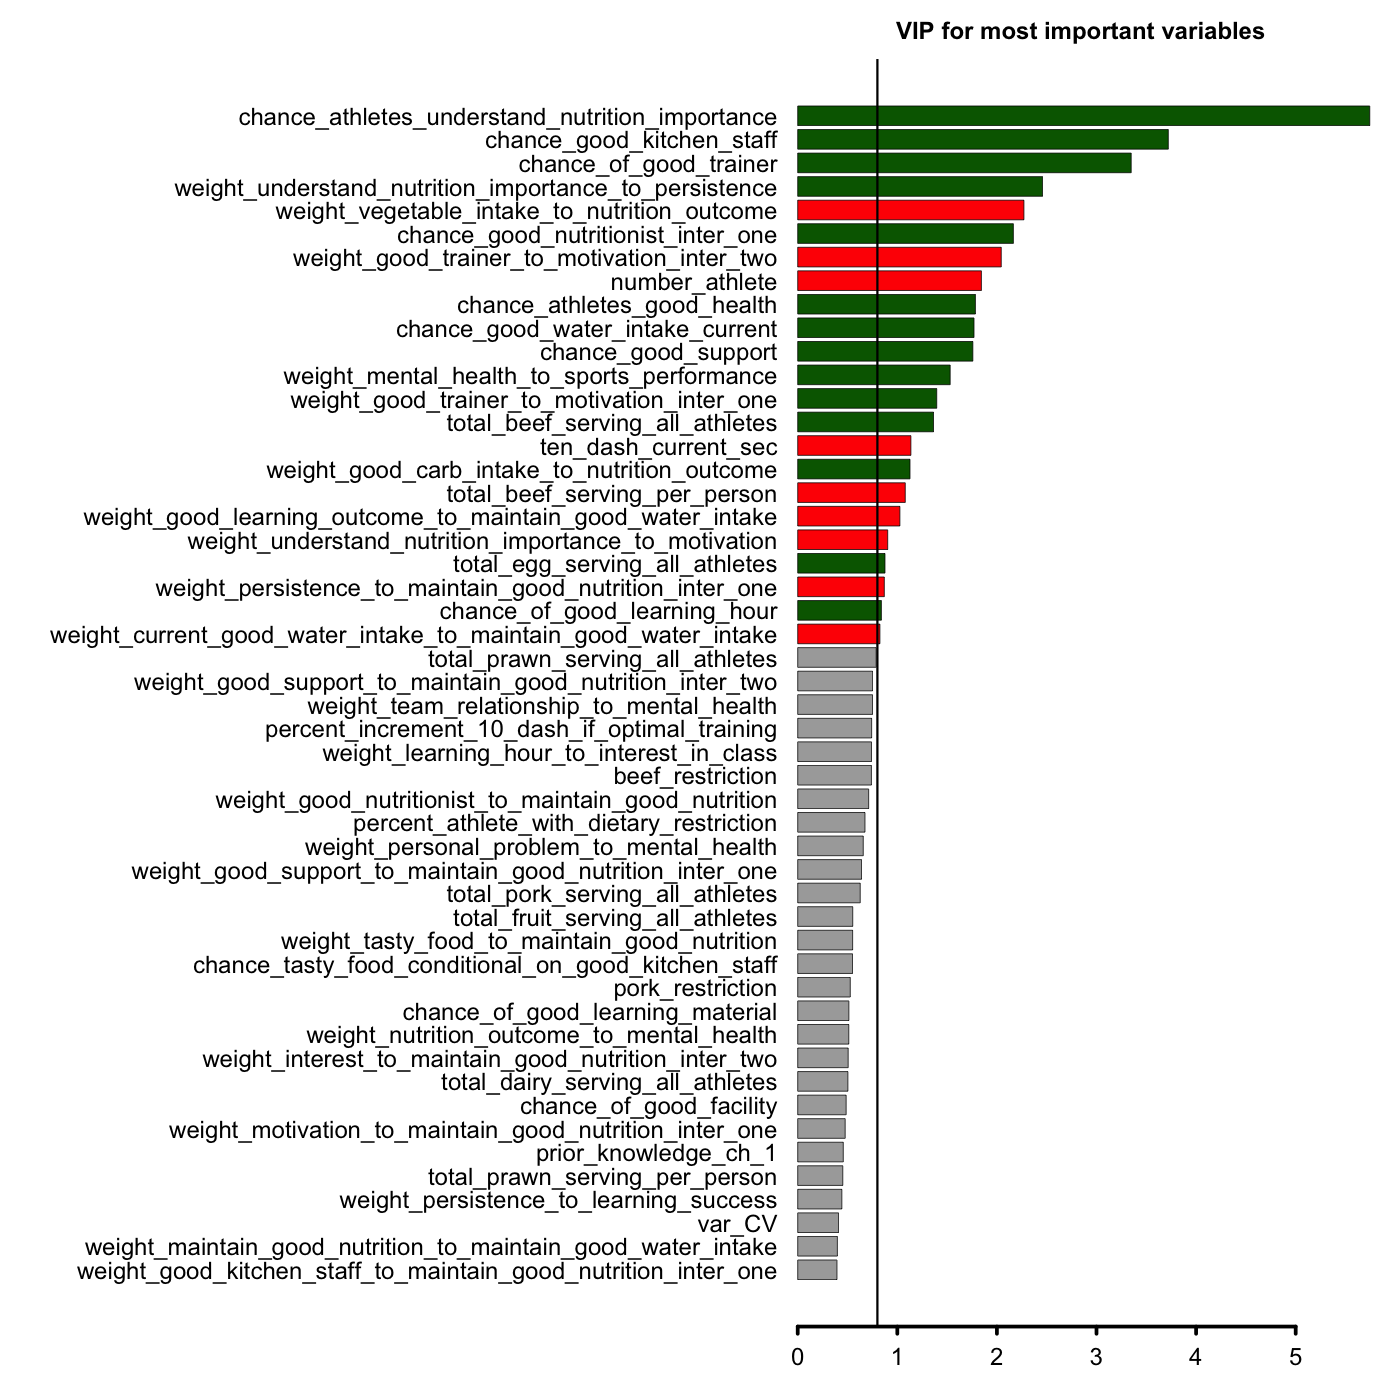 VIP for most important variables
chance_athletes_understand_nutrition_importance
chance_good_kitchen_staff
chance_of_good_trainer
weight_understand_nutrition_importance_to_persistence
weight_vegetable_intake_to_nutrition_outcome
chance_good_nutritionist_inter_one
weight_good_trainer_to_motivation_inter_two
number_athlete
chance_athletes_good_health
chance_good_water_intake_current
chance_good_support
weight_mental_health_to_sports_performance
weight_good_trainer_to_motivation_inter_one
total_beef_serving_all_athletes
ten_dash_current_sec
weight_good_carb_intake_to_nutrition_outcome
total_beef_serving_per_person
weight_good_learning_outcome_to_maintain_good_water_intake
weight_understand_nutrition_importance_to_motivation
total_egg_serving_all_athletes
weight_persistence_to_maintain_good_nutrition_inter_one
chance_of_good_learning_hour
weight_current_good_water_intake_to_maintain_good_water_intake
total_prawn_serving_all_athletes
weight_good_support_to_maintain_good_nutrition_inter_two
weight_team_relationship_to_mental_health
percent_increment_10_dash_if_optimal_training
weight_learning_hour_to_interest_in_class
beef_restriction
weight_good_nutritionist_to_maintain_good_nutrition
percent_athlete_with_dietary_restriction
weight_personal_problem_to_mental_health
weight_good_support_to_maintain_good_nutrition_inter_one
total_pork_serving_all_athletes
total_fruit_serving_all_athletes
weight_tasty_food_to_maintain_good_nutrition
chance_tasty_food_conditional_on_good_kitchen_staff
pork_restriction
chance_of_good_learning_material
weight_nutrition_outcome_to_mental_health
weight_interest_to_maintain_good_nutrition_inter_two
total_dairy_serving_all_athletes
chance_of_good_facility
weight_motivation_to_maintain_good_nutrition_inter_one
prior_knowledge_ch_1
total_prawn_serving_per_person
weight_persistence_to_learning_success
var_CV
weight_maintain_good_nutrition_to_maintain_good_water_intake
weight_good_kitchen_staff_to_maintain_good_nutrition_inter_one
0 1 2 3 4 5